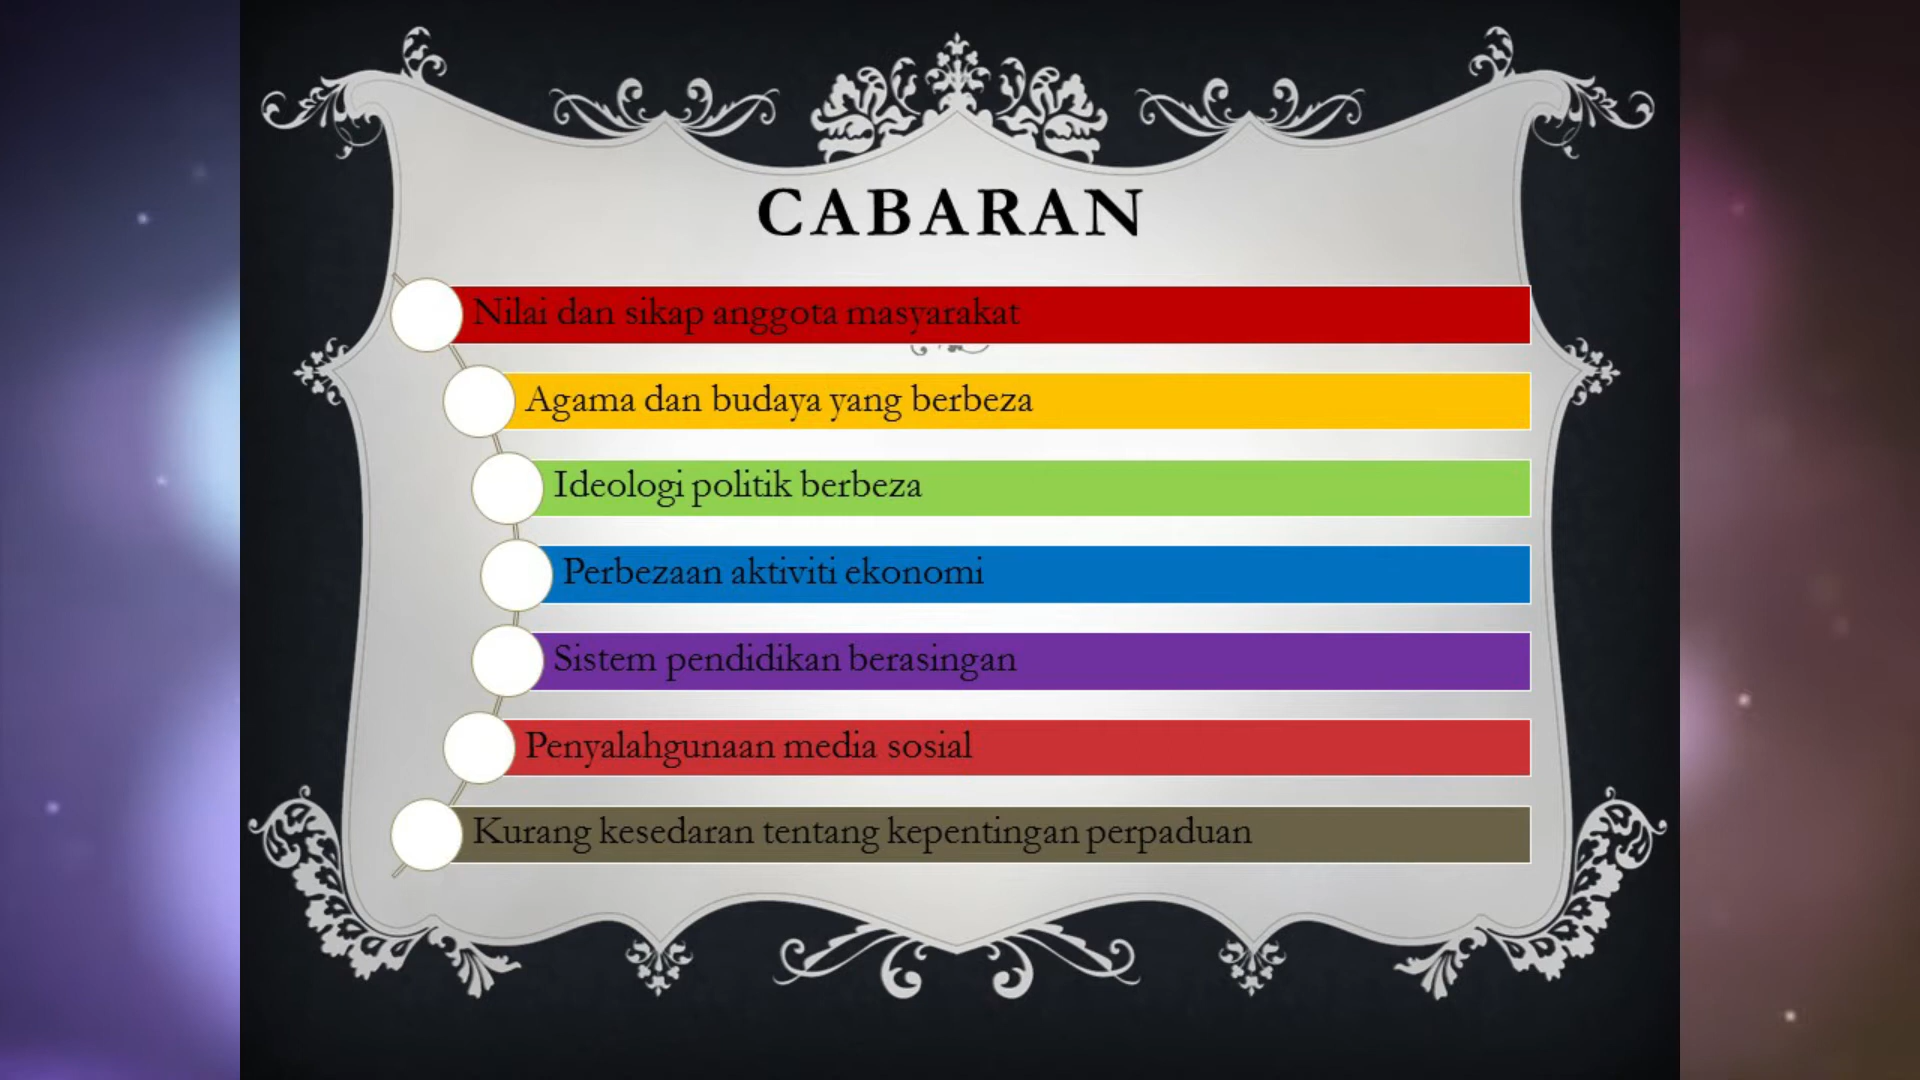 CABARAN
Nilai dan sikap anggota masyarakat
Agama dan budaya yang berbeza
Ideologi politik berbeza
Perbezaan aktiviti ekonomi
Sistem pendidikan berasingan
Penyalahgunaan media sosial
Kurang kesedaran tentang kepentingan perpaduan